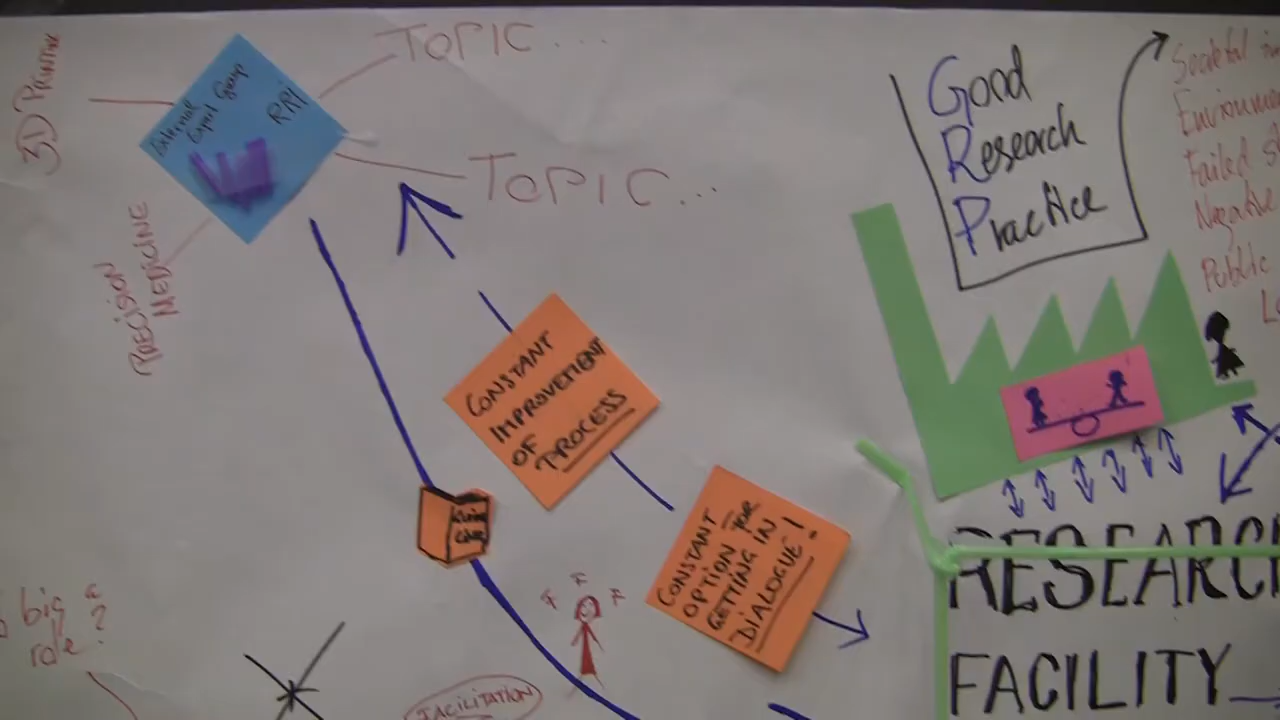 3D PRINTING
External
Expert Group
RRI
TOPIC...
TOPIC...
PRECISION
MEDICINE
Good
Research
Practice
Societal
Failed
Negative
Public
CONSTANT
IMPROVEMENT
OF
PROCESS
CONSTANT
OPTION FOR
GETTING IN
DIALOGUE!
RESEARCH
FACILITY
big a
role?
FACILITATION